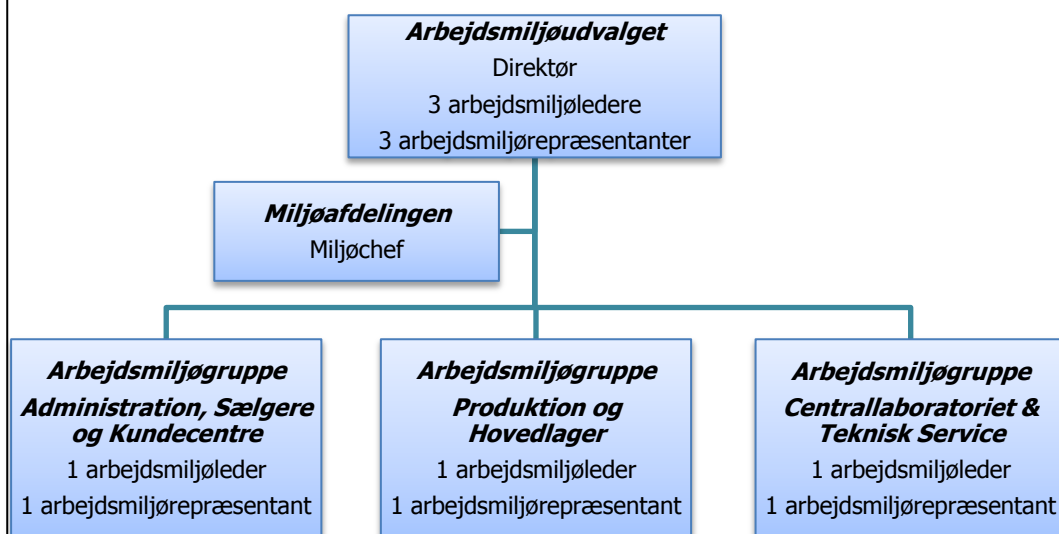 Arbejdsmiljøudvalget
Direktør
3 arbejdsmiljøledere
3 arbejdsmiljørepræsentanter
Miljøafdelingen
Miljøchef
Arbejdsmiljøgruppe
Administration, Sælgere
og Kundecentre
1 arbejdsmiljøleder
1 arbejdsmiljørepræsentant
Arbejdsmiljøgruppe
Produktion og
Hovedlager
1 arbejdsmiljøleder
1 arbejdsmiljørepræsentant
Arbejdsmiljøgruppe
Centrallaboratoriet &
Teknisk Service
1 arbejdsmiljøleder
1 arbejdsmiljørepræsentant